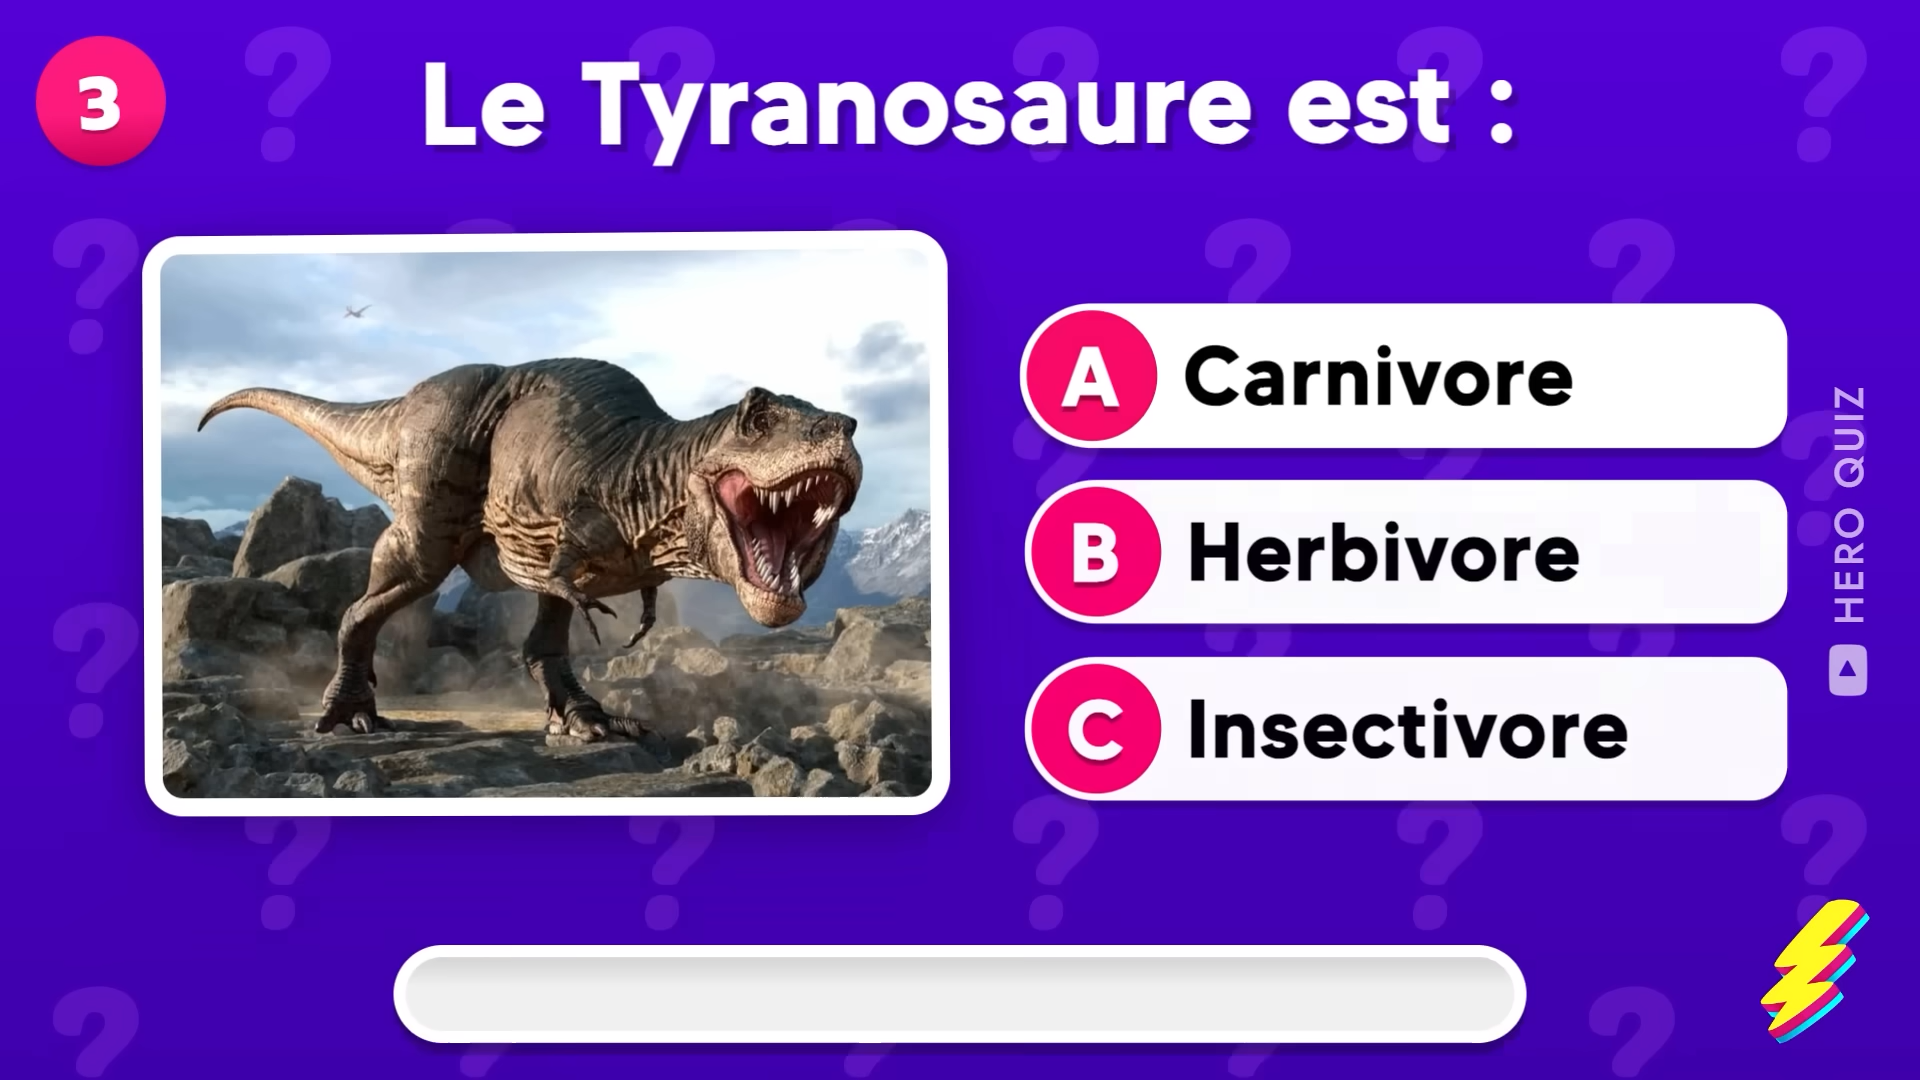 3
Le Tyranosaure est :
A Carnivore
B Herbivore
C Insectivore
HERO QUIZ